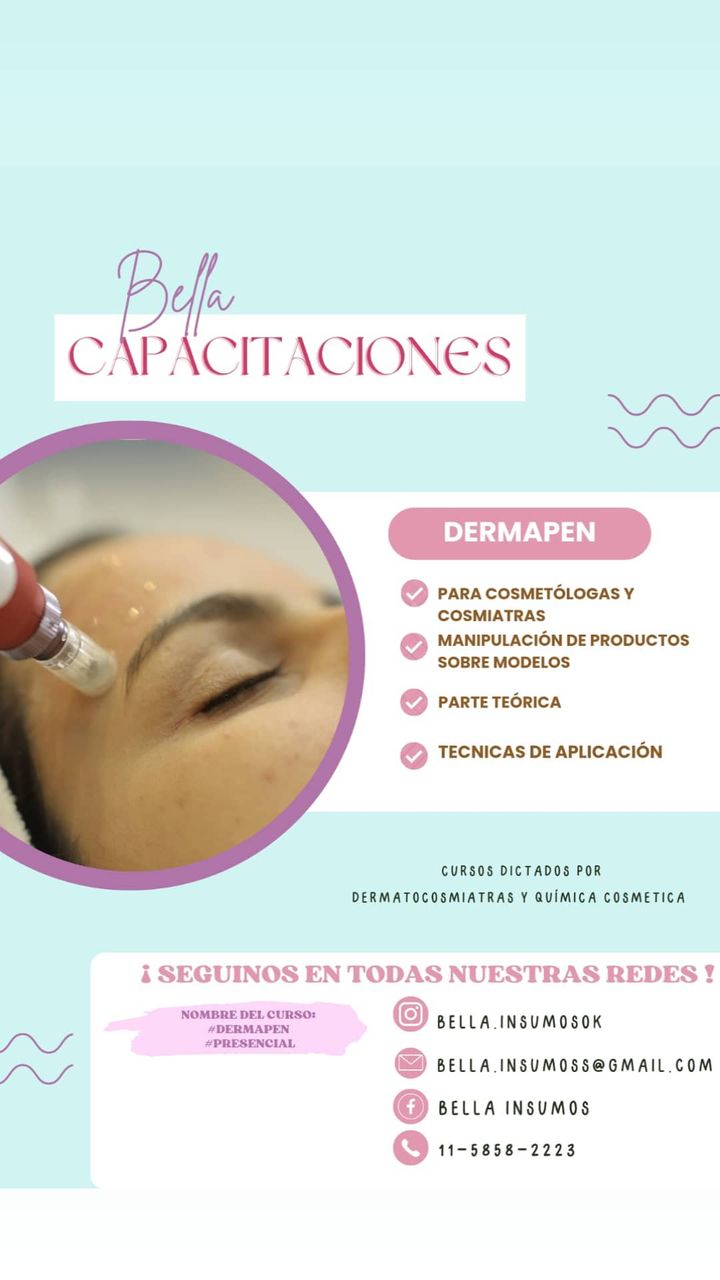 Bella
CAPACITACIONES
DERMAPEN
PARA COSMETÓLOGAS Y
COSMIATRAS
MANIPULACIÓN DE PRODUCTOS
SOBRE MODELOS
PARTE TEÓRICA
TECNICAS DE APLICACIÓN
CURSOS DICTADOS POR
DERMATOCOSMIATRAS Y QUÍMICA COSMETICA
¡ SEGUINOS EN TODAS NUESTRAS REDES !
NOMBRE DEL CURSO:
#DERMAPEN
#PRESENCIAL
BELLA.INSUMOSOK
BELLA.INSUMOSS@GMAIL.COM
BELLA INSUMOS
11-5858-2223